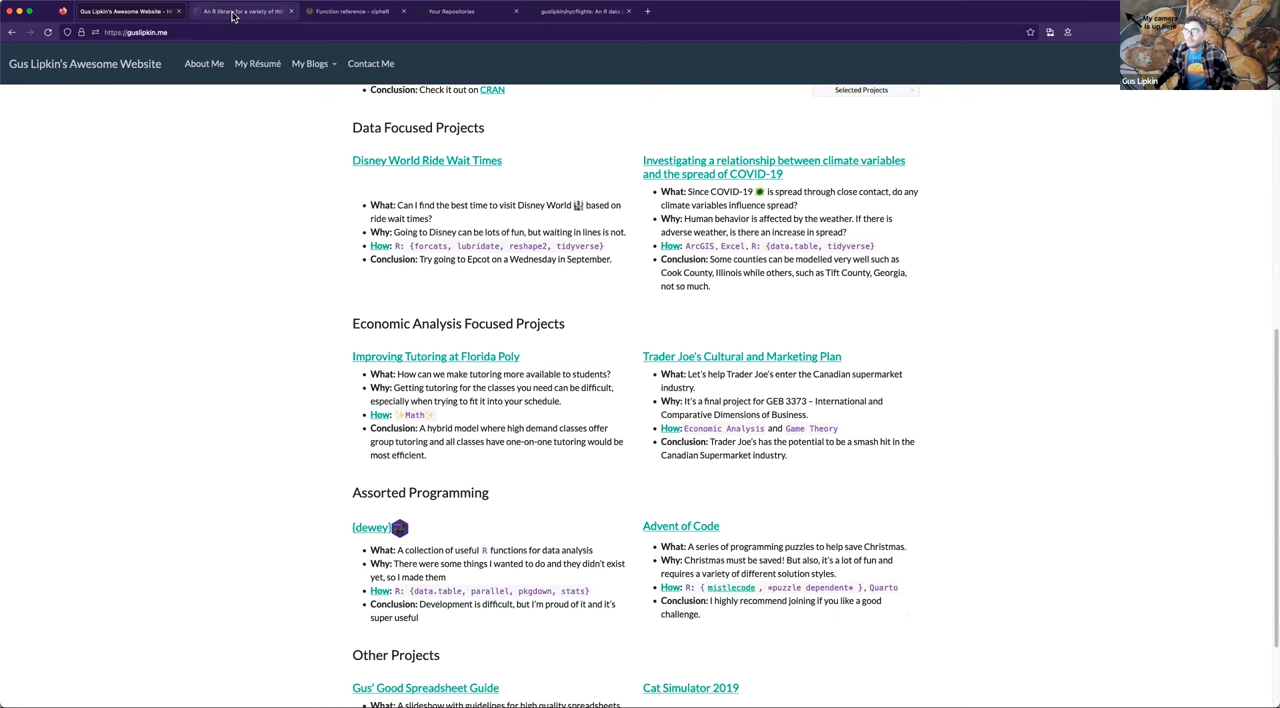 Gus Lipkin's Awesome Website - H
An R library for a variety of this
Function reference - cipheR
Your Repositories
guslipkin/nycflights: An R data
https://guslipkin.me
My camera
is up here
Gus Lipkin
Gus Lipkin's Awesome Website
About Me
My Résumé
My Blogs
Contact Me
Conclusion: Check it out on CRAN
Selected Projects
Data Focused Projects
Disney World Ride Wait Times
What: Can I find the best time to visit Disney World based on
ride wait times?
Why: Going to Disney can be lots of fun, but waiting in lines is not.
How: R: {forcats, lubridate, reshape2, tidyverse}
Conclusion: Try going to Epcot on a Wednesday in September.
Investigating a relationship between climate variables
and the spread of COVID-19
What: Since COVID-19 is spread through close contact, do any
climate variables influence spread?
Why: Human behavior is affected by the weather. If there is
adverse weather, is there an increase in spread?
How: ArcGIS, Excel, R: {data.table, tidyverse}
Conclusion: Some counties can be modelled very well such as
Cook County, Illinois while others, such as Tift County, Georgia,
not so much.
Economic Analysis Focused Projects
Improving Tutoring at Florida Poly
What: How can we make tutoring more available to students?
Why: Getting tutoring for the classes you need can be difficult,
especially when trying to fit it into your schedule.
How: ✨Math✨
Conclusion: A hybrid model where high demand classes offer
group tutoring and all classes have one-on-one tutoring would be
most efficient.
Trader Joe's Cultural and Marketing Plan
What: Let's help Trader Joe's enter the Canadian supermarket
industry.
Why: It's a final project for GEB 3373 – International and
Comparative Dimensions of Business.
How: Economic Analysis and Game Theory
Conclusion: Trader Joe's has the potential to be a smash hit in the
Canadian Supermarket industry.
Assorted Programming
{dewey}
What: A collection of useful R functions for data analysis
Why: There were some things I wanted to do and they didn't exist
yet, so I made them
How: R: {data.table, parallel, pkgdown, stats}
Conclusion: Development is difficult, but I'm proud of it and it's
super useful
Advent of Code
What: A series of programming puzzles to help save Christmas.
Why: Christmas must be saved! But also, it's a lot of fun and
requires a variety of different solution styles.
How: R: { mistlecode , *puzzle dependent* }, Quarto
Conclusion: I highly recommend joining if you like a good
challenge.
Other Projects
Gus' Good Spreadsheet Guide
What: A slideshow with guidelines for high quality spreadsheets
Cat Simulator 2019